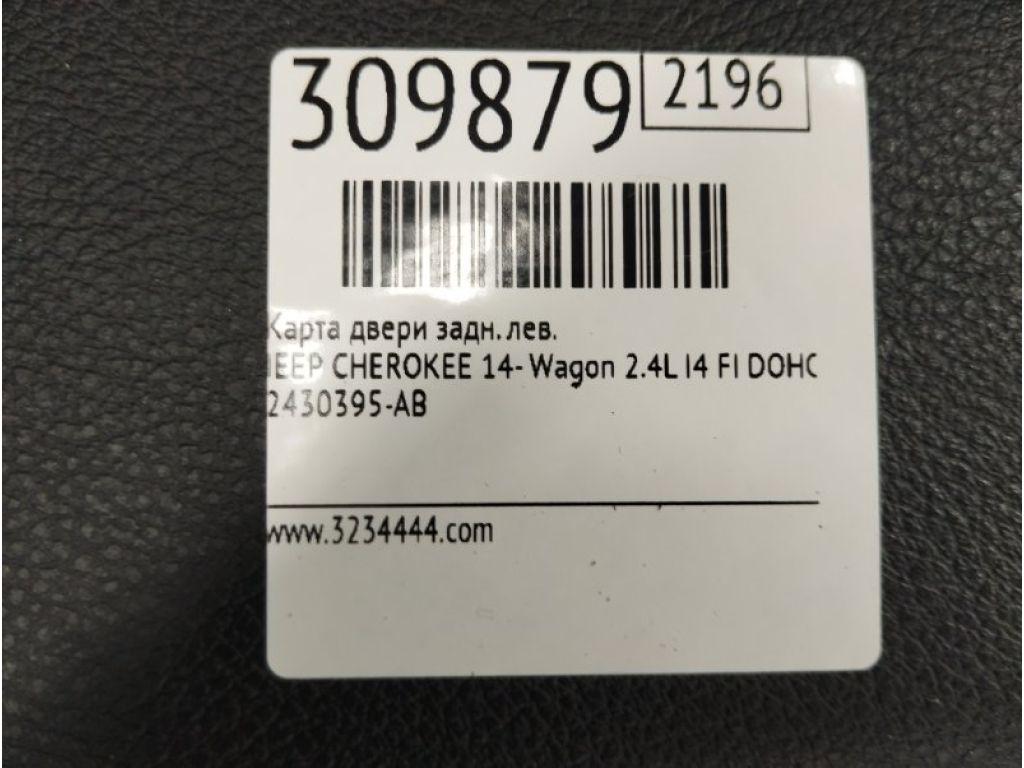 309879 2196
Карта двери задн. лев.
JEEP CHEROKEE 14- Wagon 2.4L I4 FI DOHC
2430395-AB
www.3234444.com